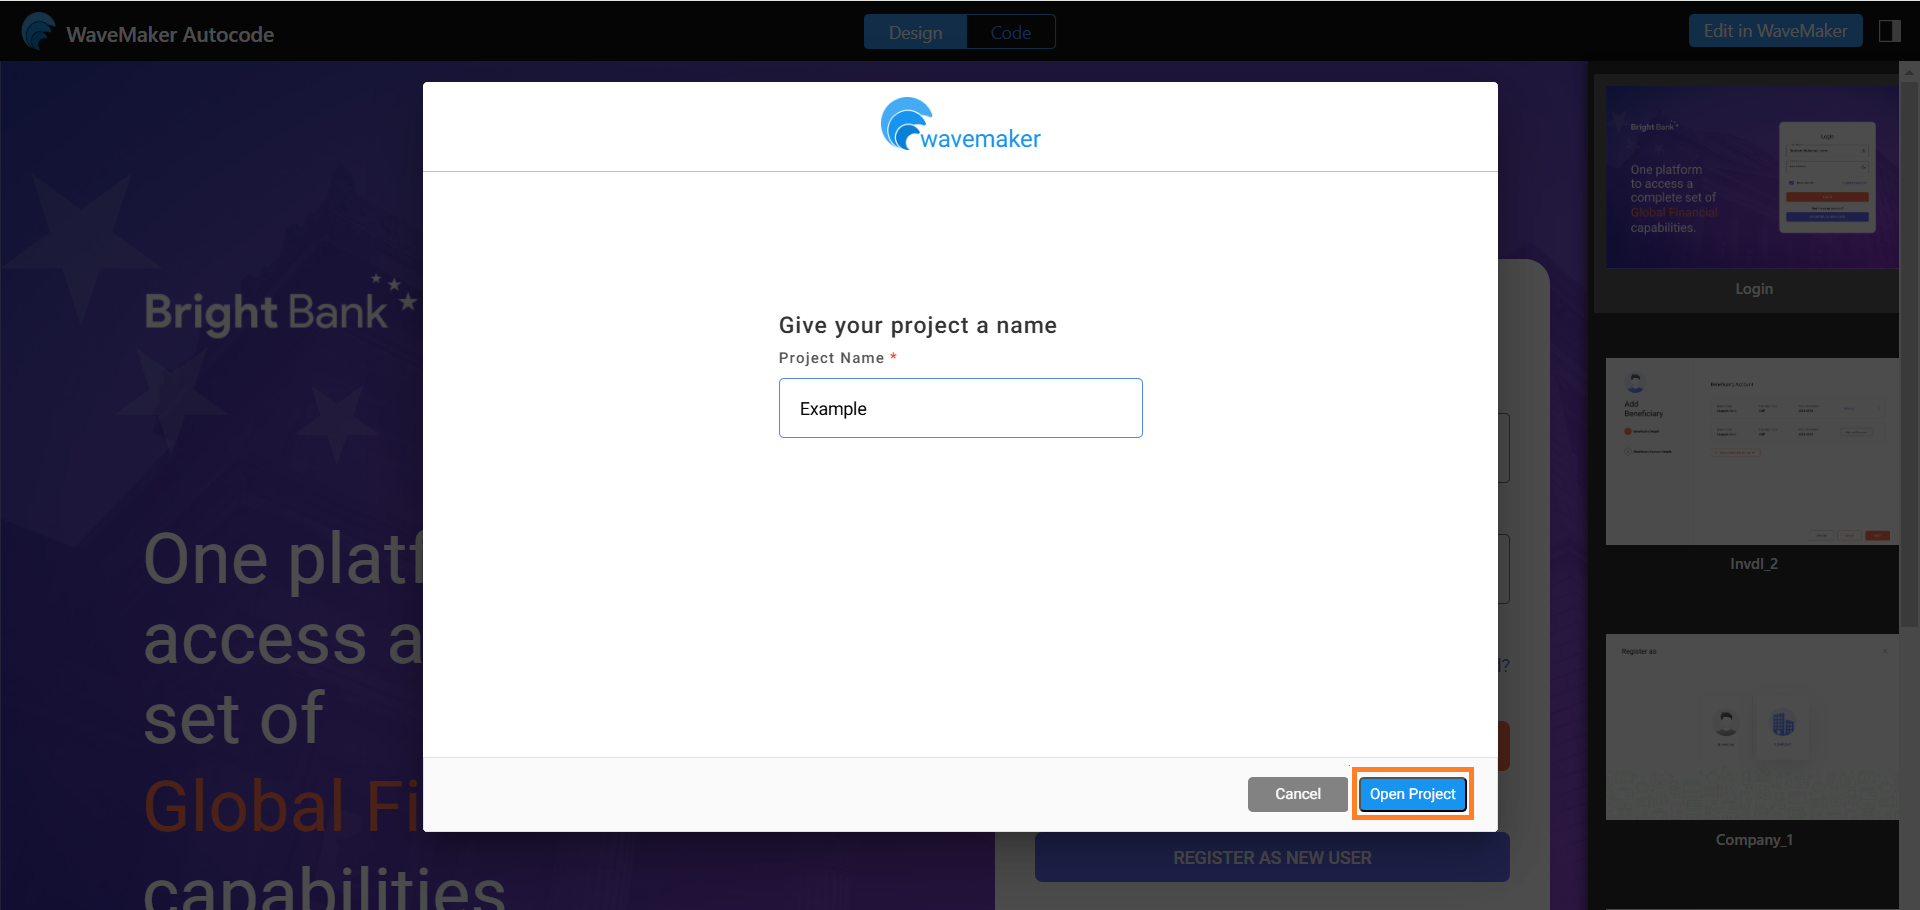 WaveMaker Autocode
Design
Code
Edit in WaveMaker
wavemaker
Give your project a name
Project Name *
Example
Cancel
Open Project
Bright Bank
One platf
access a
set of
Global Fi
capabilities
l?
REGISTER AS NEW USER
Bright Bank
Login
One platform
to access a
complete set of
Global Financial
capabilities.
Login
Add
Beneficiary
Invdl_2
Register as
Company_1